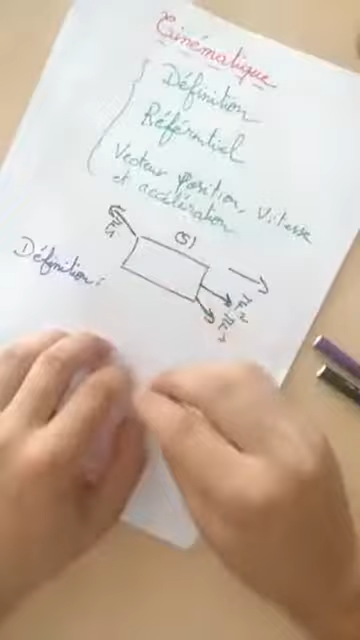 Cinématique
Définition
Référentiel
Vecteur Position, Vitesse
et accélération
(S)
Définition: